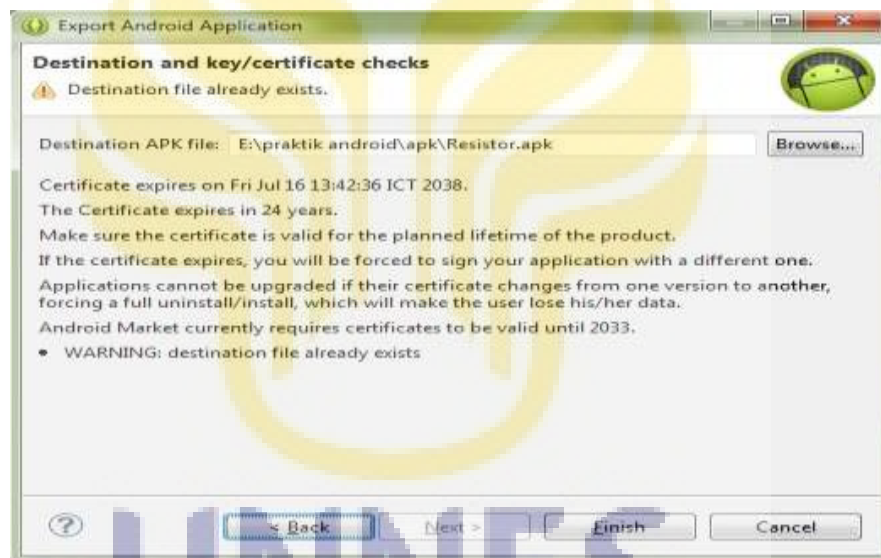 Export Android Application
Destination and key/certificate checks
Destination file already exists.
Destination APK file: E:\praktik android\apk\Resistor.apk
Browse...
Certificate expires on Fri Jul 16 13:42:36 ICT 2038.
The Certificate expires in 24 years.
Make sure the certificate is valid for the planned lifetime of the product.
If the certificate expires, you will be forced to sign your application with a different one.
Applications cannot be upgraded if their certificate changes from one version to another,
forcing a full uninstall/install, which will make the user lose his/her data.
Android Market currently requires certificates to be valid until 2033.
• WARNING: destination file already exists
? < Back Next > Finish Cancel
UNNES